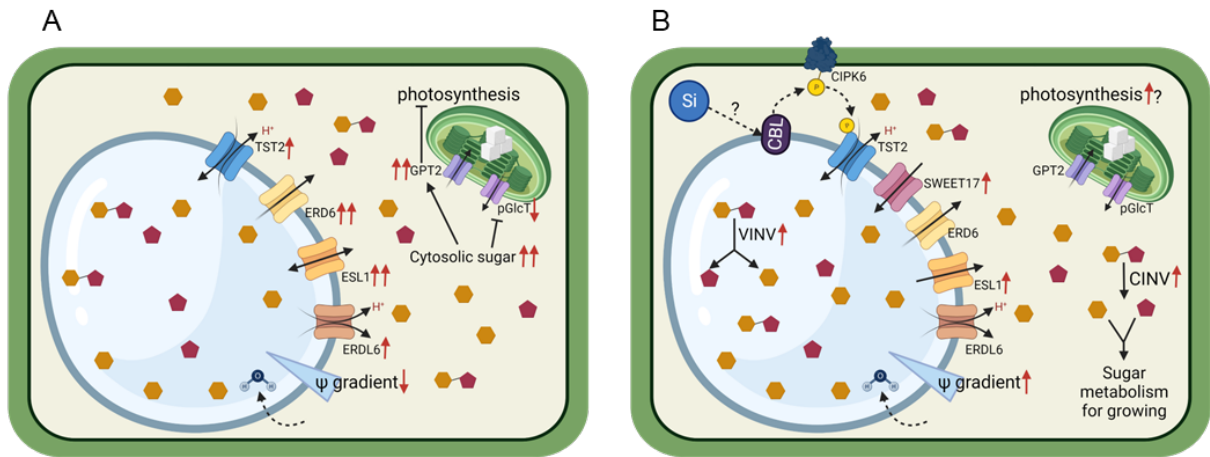 A
photosynthesis
H⁺
TST2
GPT2
ERD6
pGlcT
Cytosolic sugar
ESL1
H⁺
ERDL6
ψ gradient
O
H H
B
CIPK6
P
Si
?
CBL
P
photosynthesis ?
H⁺
TST2
GPT2
SWEET17
pGlcT
VINV
ERD6
CINV
ESL1
H⁺
ERDL6
ψ gradient
O
H H
Sugar
metabolism
for growing